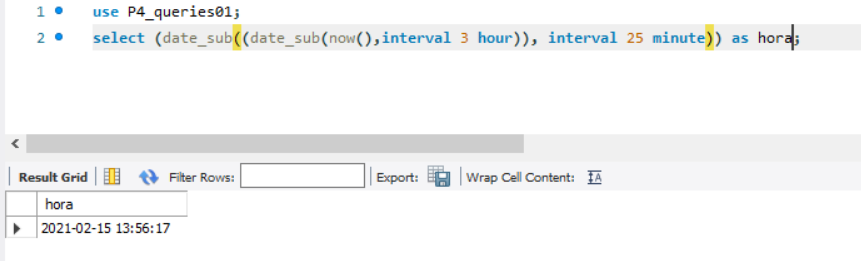 1 use P4_queries01;
2 select (date_sub((date_sub(now(),interval 3 hour)), interval 25 minute)) as hora;
Result Grid Filter Rows: Export: Wrap Cell Content: IA
hora
2021-02-15 13:56:17